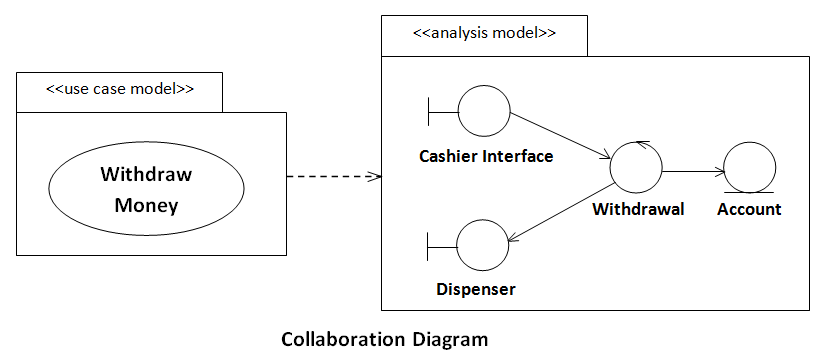 <<analysis model>>
<<use case model>>
Withdraw
Money
Cashier Interface
Withdrawal
Account
Dispenser
Collaboration Diagram